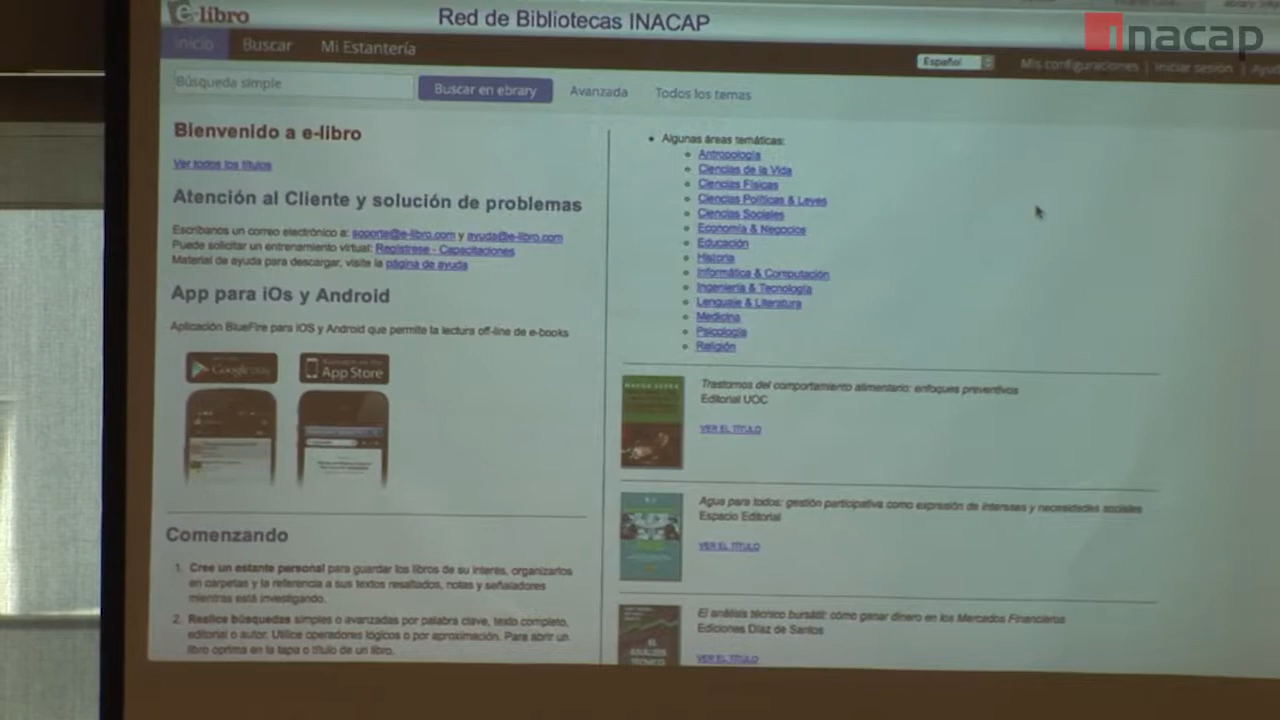 e-libro
Red de Bibliotecas INACAP
inacap
Inicio
Buscar
Mi Estantería
Español
Mis configuraciones | Iniciar sesión |
Búsqueda simple
Buscar en ebrary
Avanzada
Todos los temas
Bienvenido a e-libro
Ver todos los títulos
Atención al Cliente y solución de problemas
Escríbanos un correo electrónico a: soporte@e-libro.com y ayuda@e-libro.com
Puede solicitar un entrenamiento virtual: Regístrese - Capacitaciones
Material de ayuda para descargar, visite la página de ayuda
App para iOs y Android
Aplicación BlueFire para iOS y Android que permite la lectura off-line de e-books
Google play
App Store
Comenzando
1. Cree un estante personal para guardar los libros de su interés, organizarlos
en carpetas y la referencia a sus textos resaltados, notas y señaladores
mientras está investigando.
2. Realice búsquedas simples o avanzadas por palabra clave, texto completo,
editorial o autor. Utilice operadores lógicos o por aproximación. Para abrir un
libro oprima en la tapa o título de un libro.
Algunas áreas temáticas:
Antropología
Ciencias de la Vida
Ciencias Físicas
Ciencias Políticas & Leyes
Ciencias Sociales
Economía & Negocios
Educación
Historia
Informática & Computación
Ingeniería & Tecnología
Lenguaje & Literatura
Medicina
Psicología
Religión
Trastornos del comportamiento alimentario: enfoques preventivos
Editorial UOC
VER EL TÍTULO
Agua para todos: gestión participativa como expresión de intereses y necesidades sociales
Espacio Editorial
VER EL TÍTULO
El análisis técnico bursátil: cómo ganar dinero en los Mercados Financieros
Ediciones Díaz de Santos
VER EL TÍTULO
EL
ANÁLISIS
TÉCNICO